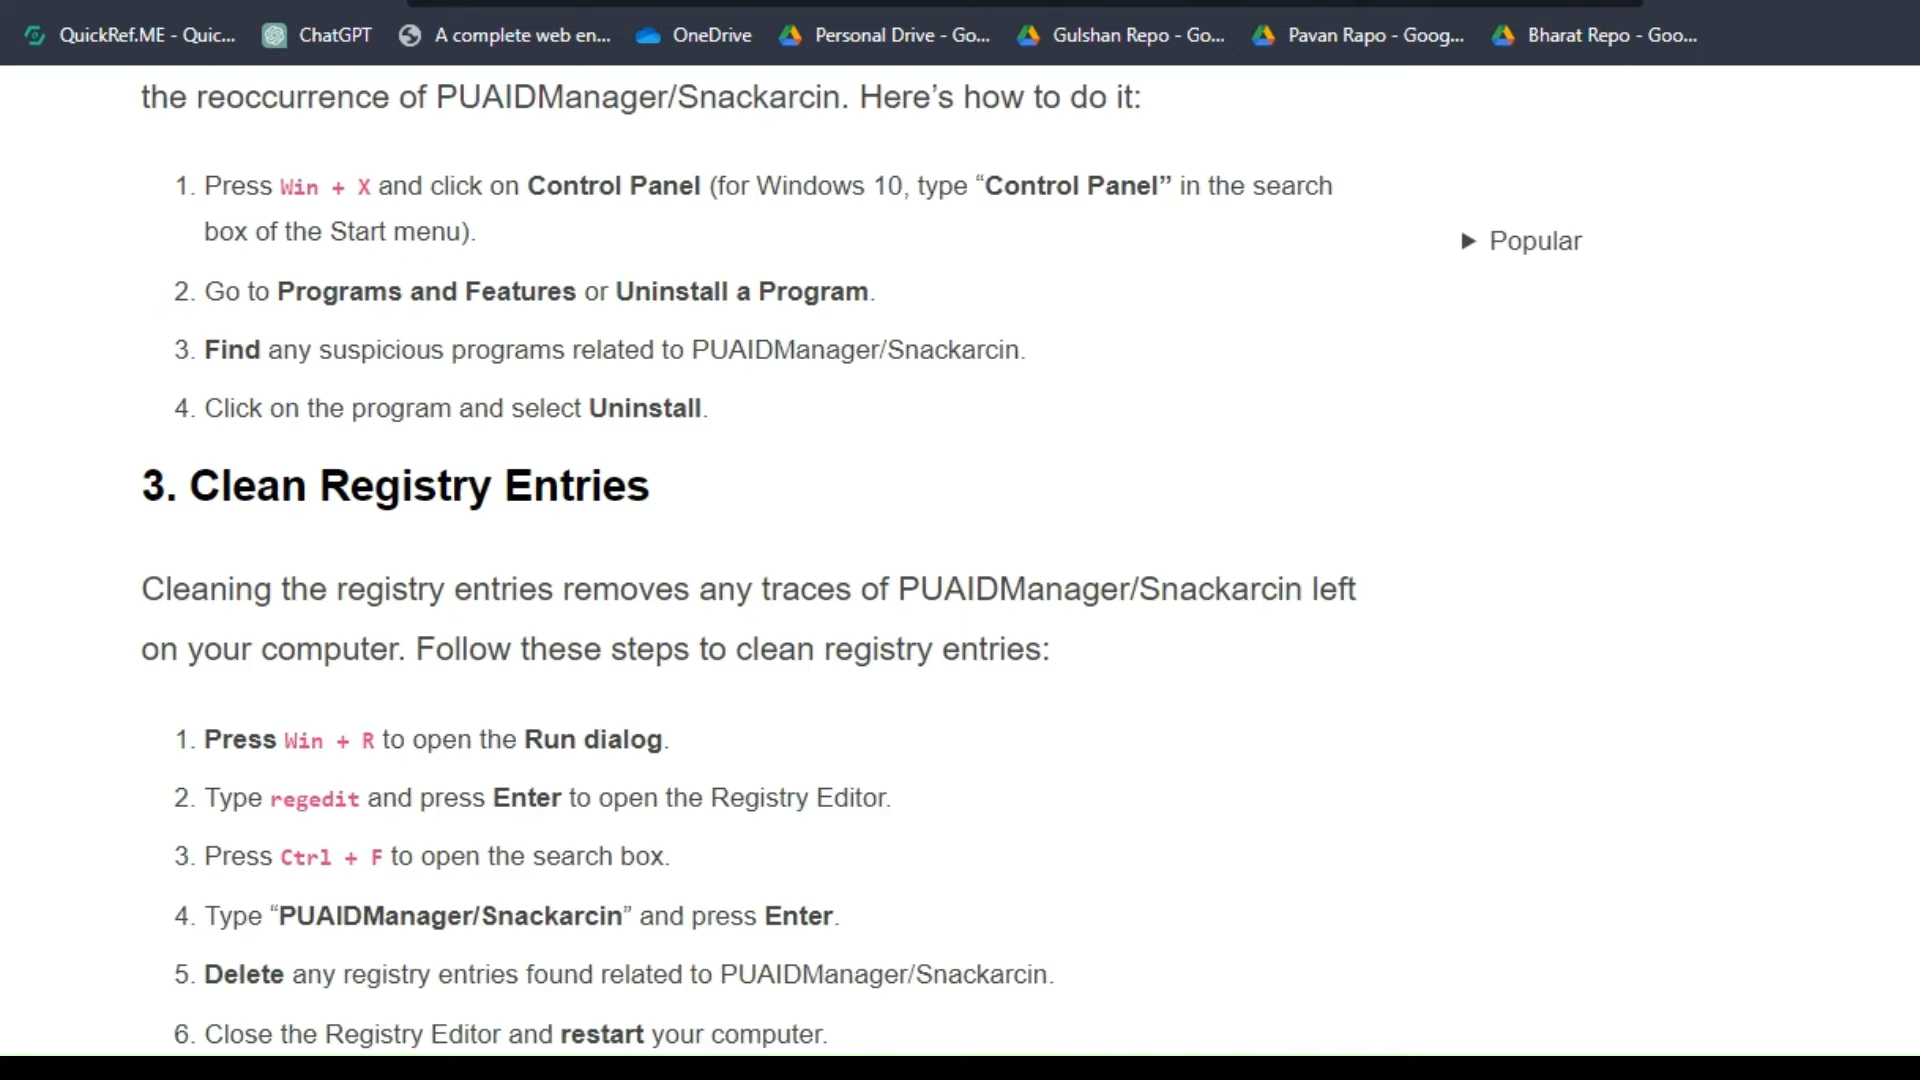 QuickRef.ME - Quic... ChatGPT A complete web en... OneDrive Personal Drive - Go... Gulshan Repo - Go... Pavan Rapo - Goog... Bharat Repo - Goo...
the reoccurrence of PUAIDManager/Snackarcin. Here’s how to do it:
1. Press Win + X and click on Control Panel (for Windows 10, type “Control Panel” in the search
box of the Start menu).
Popular
2. Go to Programs and Features or Uninstall a Program.
3. Find any suspicious programs related to PUAIDManager/Snackarcin.
4. Click on the program and select Uninstall.
3. Clean Registry Entries
Cleaning the registry entries removes any traces of PUAIDManager/Snackarcin left
on your computer. Follow these steps to clean registry entries:
1. Press Win + R to open the Run dialog.
2. Type regedit and press Enter to open the Registry Editor.
3. Press Ctrl + F to open the search box.
4. Type “PUAIDManager/Snackarcin” and press Enter.
5. Delete any registry entries found related to PUAIDManager/Snackarcin.
6. Close the Registry Editor and restart your computer.